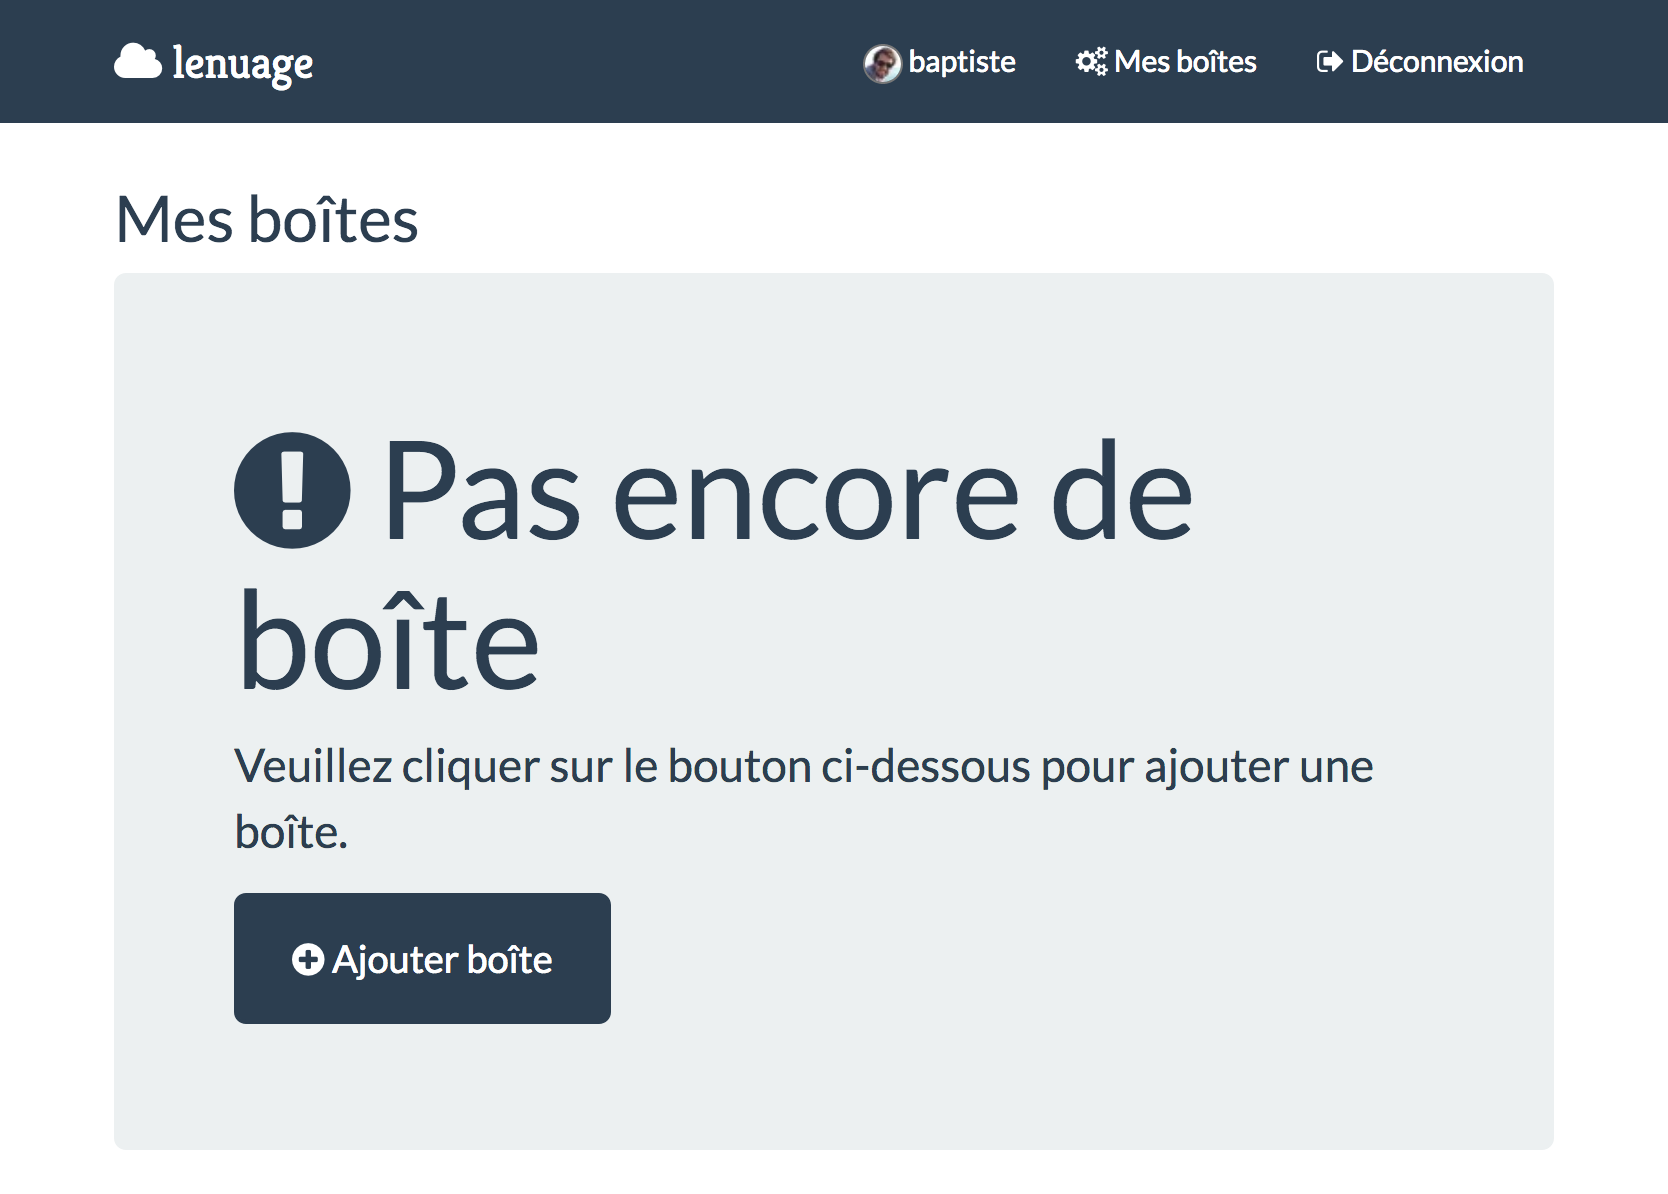 lenuage
baptiste
Mes boîtes
Déconnexion
Mes boîtes
Pas encore de
boîte
Veuillez cliquer sur le bouton ci-dessous pour ajouter une
boîte.
Ajouter boîte